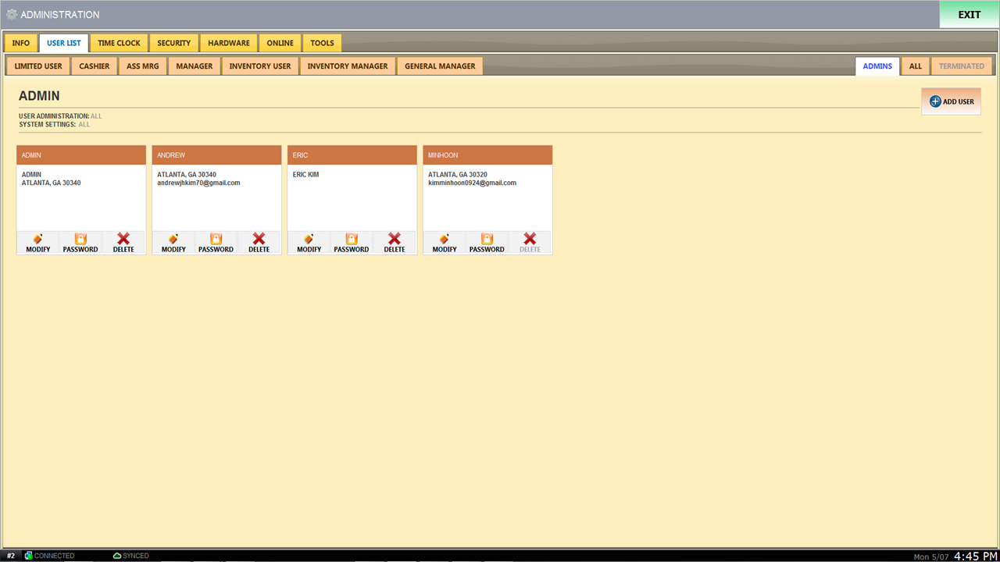 ADMINISTRATION
EXIT
INFO USER LIST TIME CLOCK SECURITY HARDWARE ONLINE TOOLS
LIMITED USER CASHIER ASS MRG MANAGER INVENTORY USER INVENTORY MANAGER GENERAL MANAGER ADMINS ALL TERMINATED
ADMIN
ADD USER
USER ADMINISTRATION: ALL
SYSTEM SETTINGS: ALL
ADMIN
ADMIN
ATLANTA, GA 30340
MODIFY PASSWORD DELETE
ANDREW
ATLANTA, GA 30340
andrewjhkim70@gmail.com
MODIFY PASSWORD DELETE
ERIC
ERIC KIM
MODIFY PASSWORD DELETE
MINHOON
ATLANTA, GA 30320
kimminhoon0924@gmail.com
MODIFY PASSWORD DELETE
#2 CONNECTED SYNCED Mon 5/07 4:45 PM